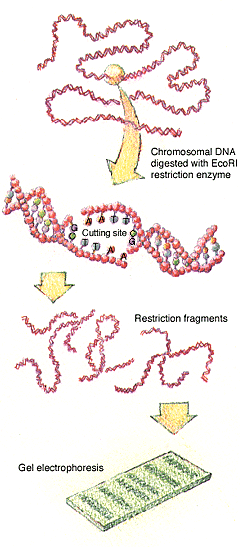 Chromosomal DNA
digested with EcoRI
restriction enzyme
A A T T
Cutting site
G
G
T T A A
Restriction fragments
Gel electrophoresis